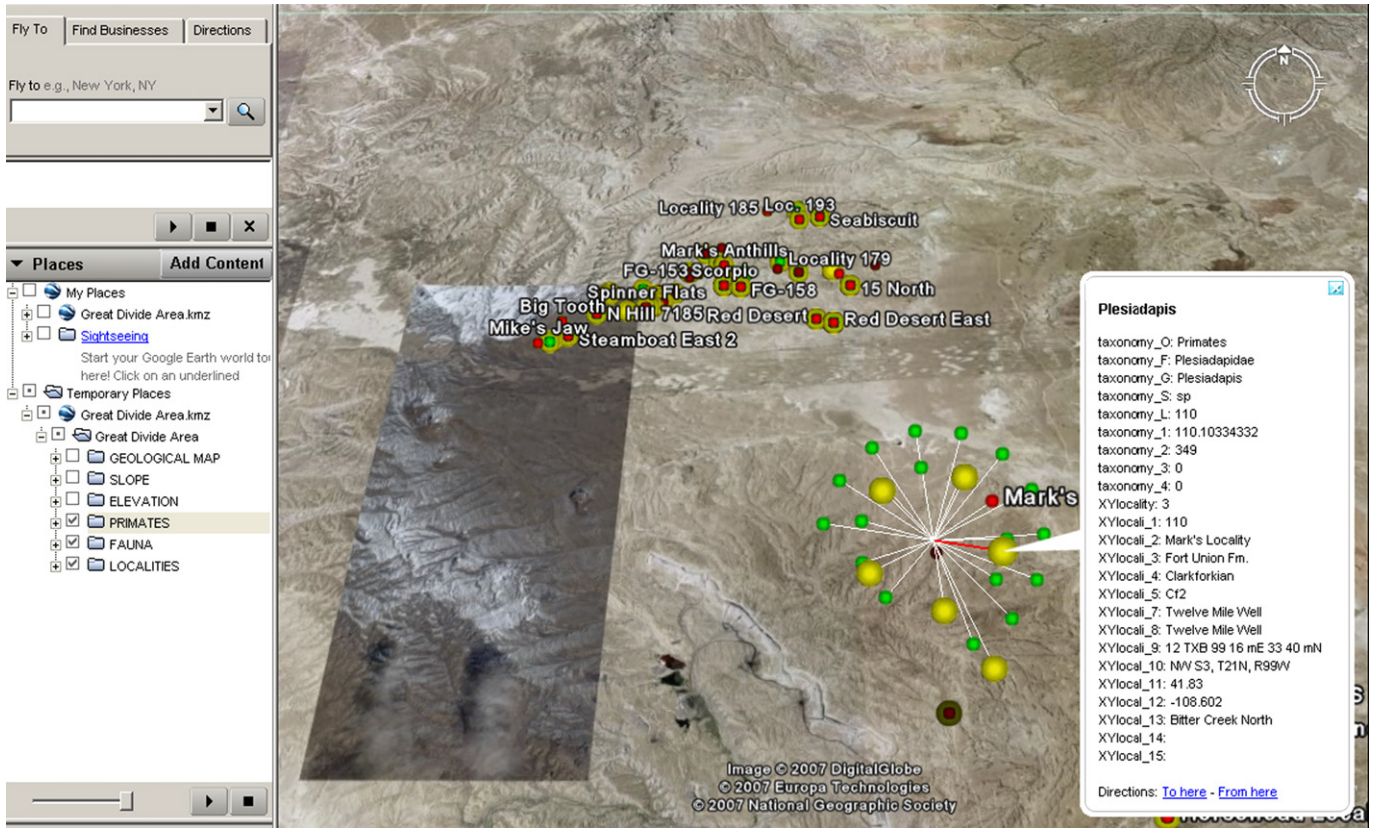 Fly To
Find Businesses
Directions
Fly to e.g., New York, NY
Places
Add Content
My Places
Great Divide Area.kmz
Sightseeing
Start your Google Earth world tou
here! Click on an underlined
Temporary Places
Great Divide Area.kmz
Great Divide Area
GEOLOGICAL MAP
SLOPE
ELEVATION
PRIMATES
FAUNA
LOCALITIES
N
Locality 185 Loc. 193
Seabiscuit
Mark's Anthills
Locality 179
FG-153 Scorpio
Spinner Flats
FG-158
15 North
Big Tooth
N Hill 7185
Red Desert
Red Desert East
Mike's Jaw
Steamboat East 2
Mark's
Image © 2007 DigitalGlobe
© 2007 Europa Technologies
© 2007 National Geographic Society
Plesiadapis
taxonomy_O: Primates
taxonomy_F: Plesiadapidae
taxonomy_G: Plesiadapis
taxonomy_S: sp
taxonomy_L: 110
taxonomy_1: 110.10334332
taxonomy_2: 349
taxonomy_3: 0
taxonomy_4: 0
XYlocality: 3
XYlocali_1: 110
XYlocali_2: Mark's Locality
XYlocali_3: Fort Union Fm.
XYlocali_4: Clarkforkian
XYlocali_5: Cf2
XYlocali_7: Twelve Mile Well
XYlocali_8: Twelve Mile Well
XYlocali_9: 12 TXB 99 16 mE 33 40 mN
XYlocal_10: NW S3, T21N, R99W
XYlocal_11: 41.83
XYlocal_12: -108.602
XYlocal_13: Bitter Creek North
XYlocal_14:
XYlocal_15:
Directions: To here - From here